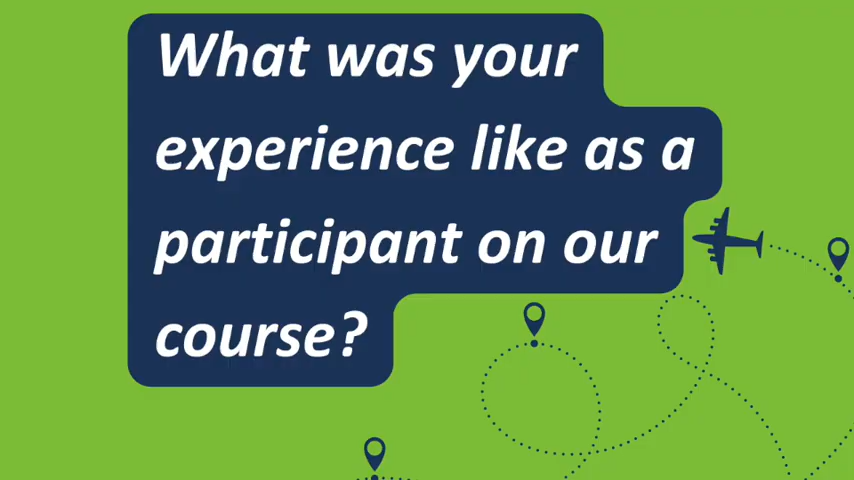 What was your
experience like as a
participant on our
course?